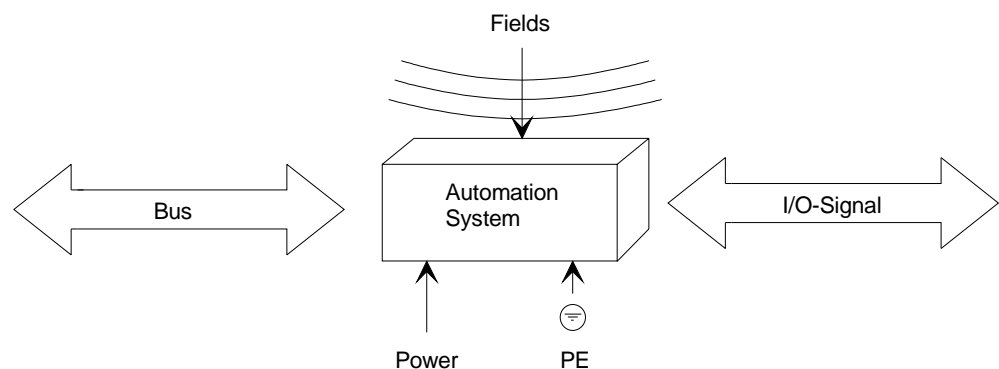 Fields
Automation
System
Bus
I/O-Signal
Power
PE